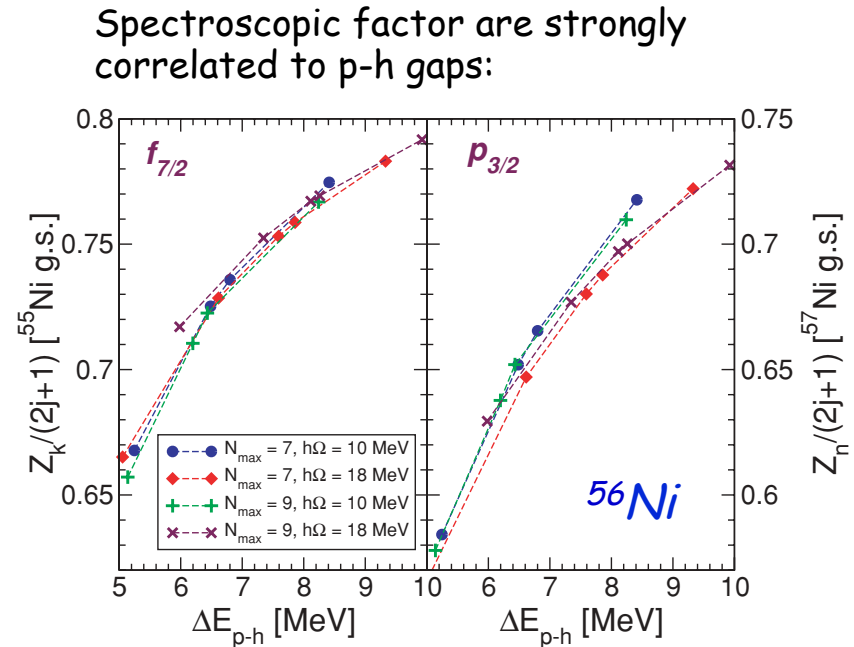 Spectroscopic factor are strongly
correlated to p-h gaps:
f7/2
p3/2
0.8
0.75
0.7
0.65
Zk/(2j+1) [55Ni g.s.]
0.75
0.7
0.65
0.6
Zn/(2j+1) [57Ni g.s.]
Nmax = 7, hΩ = 10 MeV
Nmax = 7, hΩ = 18 MeV
Nmax = 9, hΩ = 10 MeV
Nmax = 9, hΩ = 18 MeV
56Ni
5 6 7 8 9 10 6 7 8 9 10
ΔEp-h [MeV]
ΔEp-h [MeV]